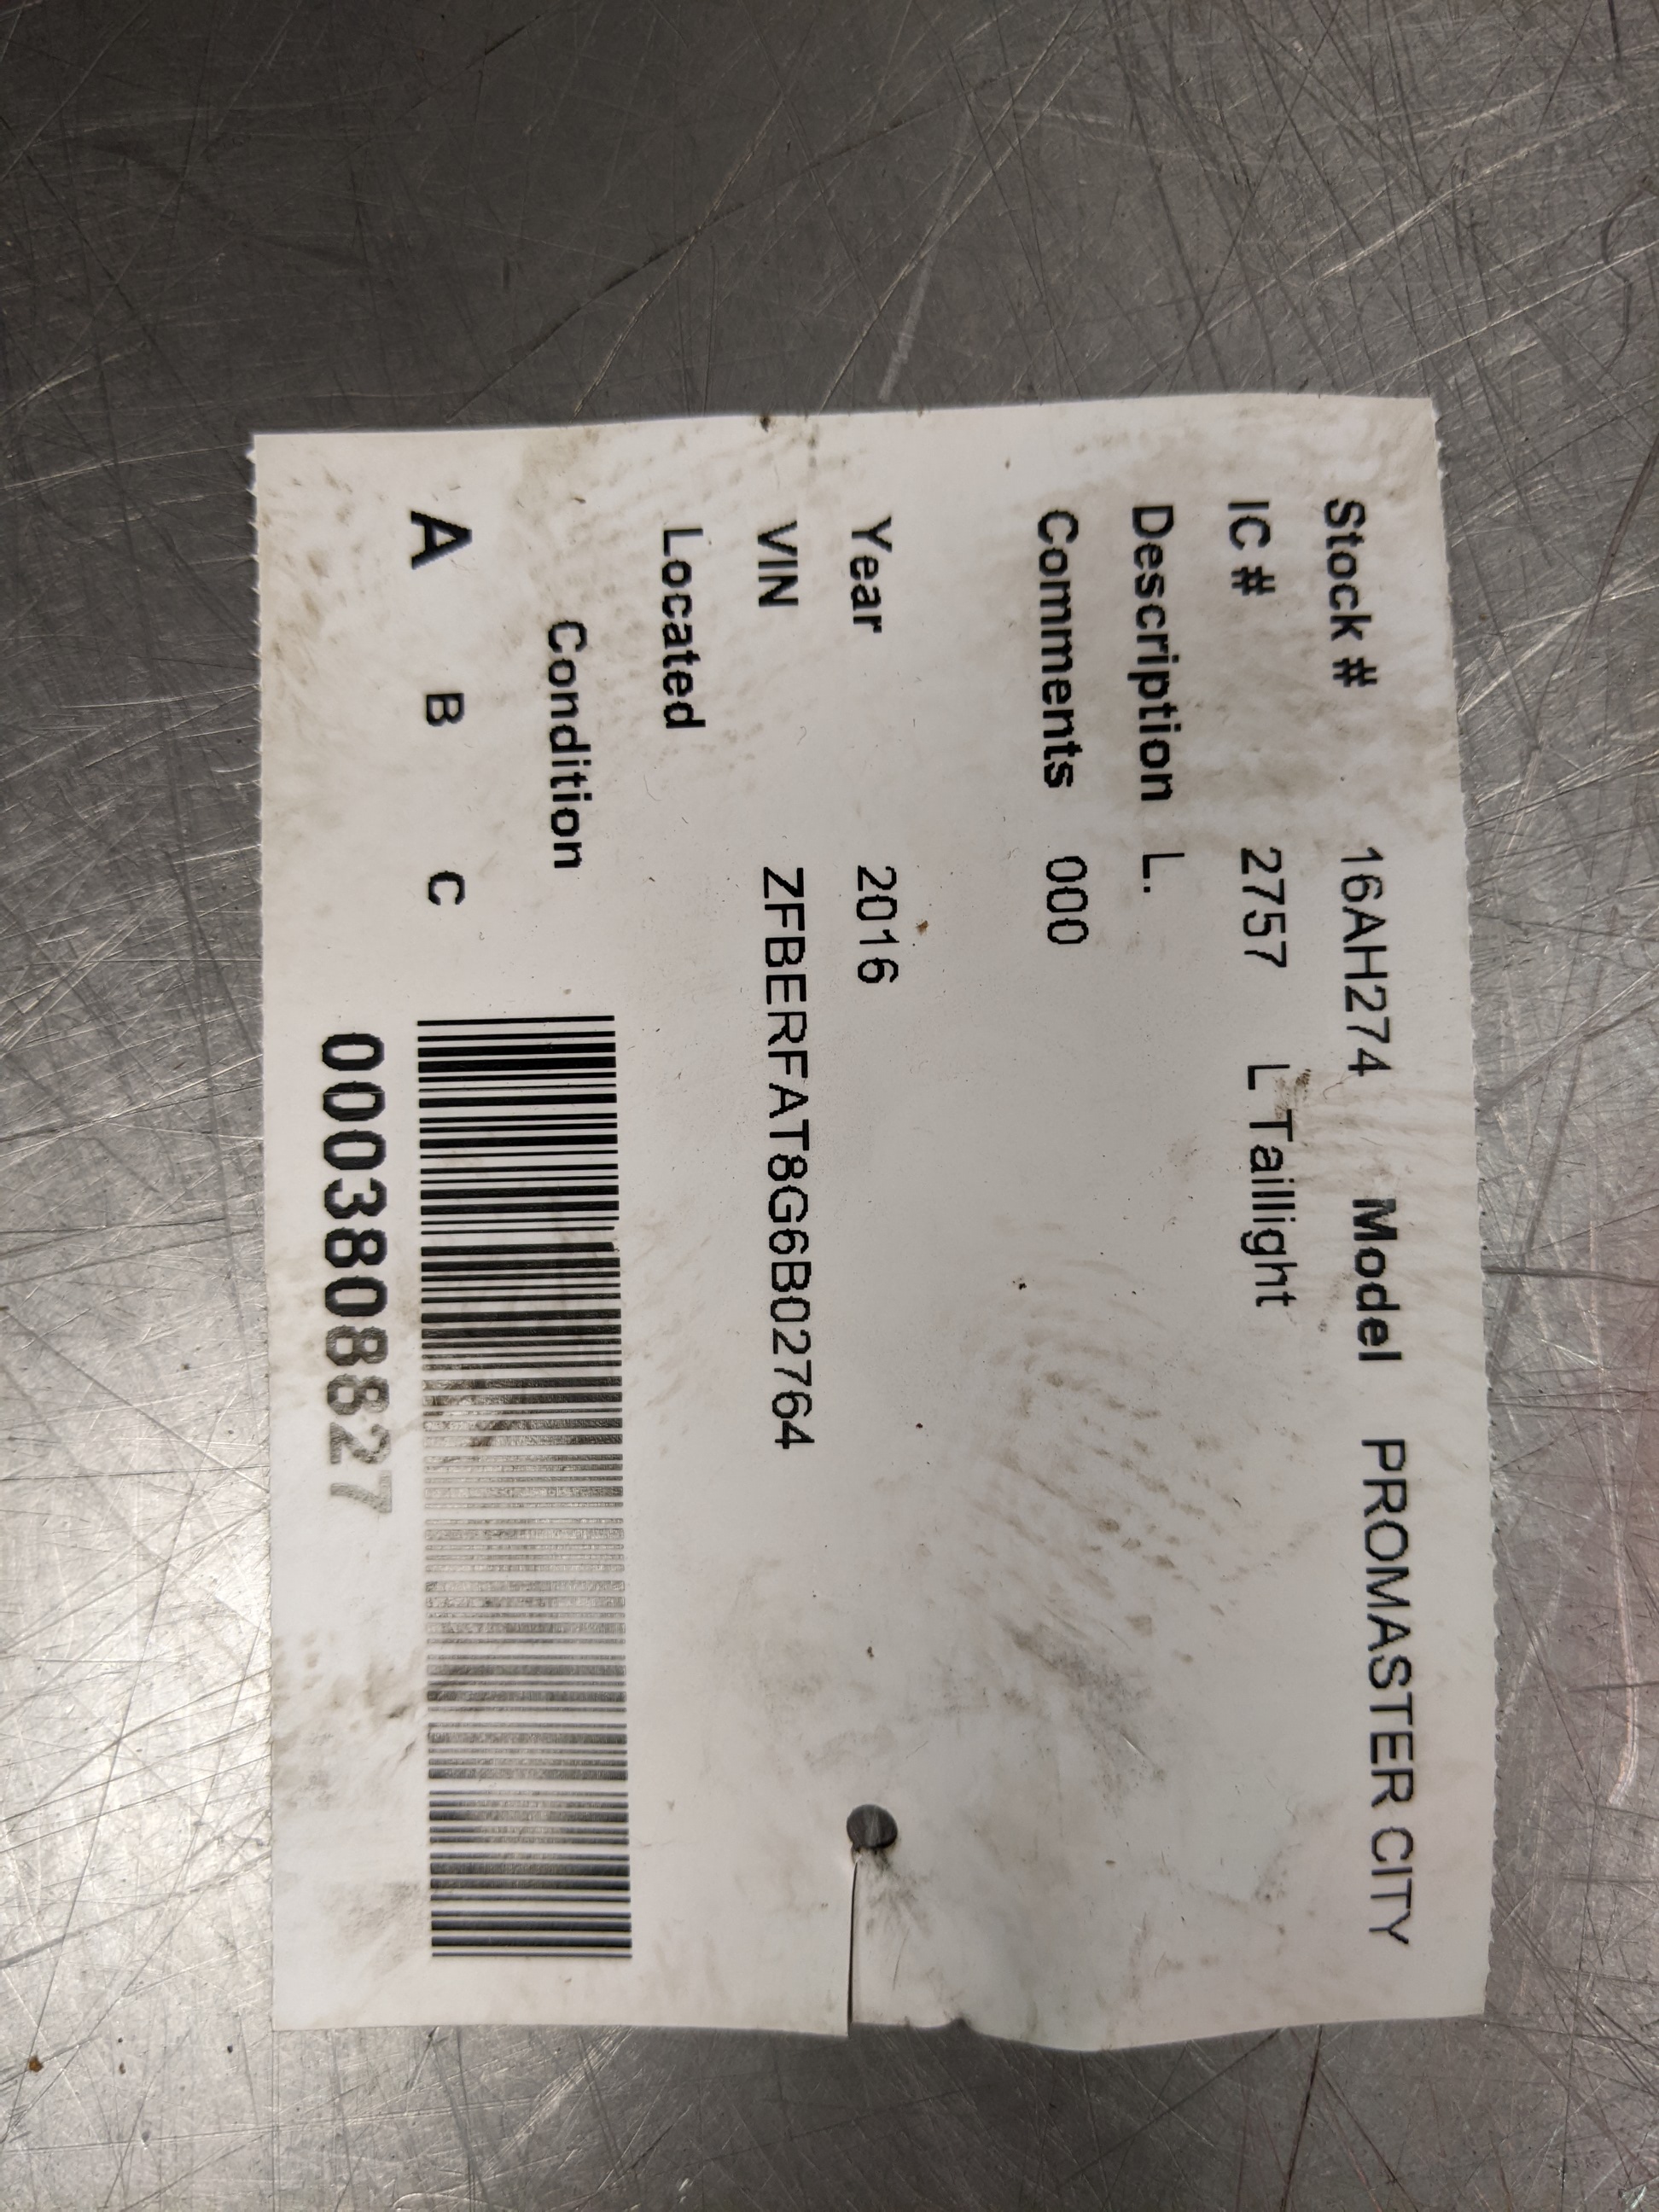 Stock # 16AH274 Model PROMASTER CITY
IC # 2757 L Taillight
Description L.
Comments 000
Year 2016
VIN ZFBERFAT8G6B02764
Located
Condition
A B C
0003808827